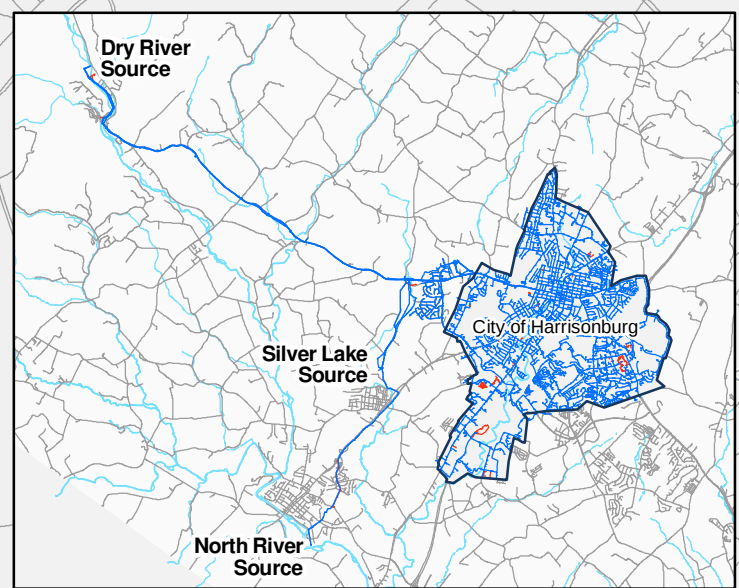 Dry River
Source
City of Harrisonburg
Silver Lake
Source
North River
Source